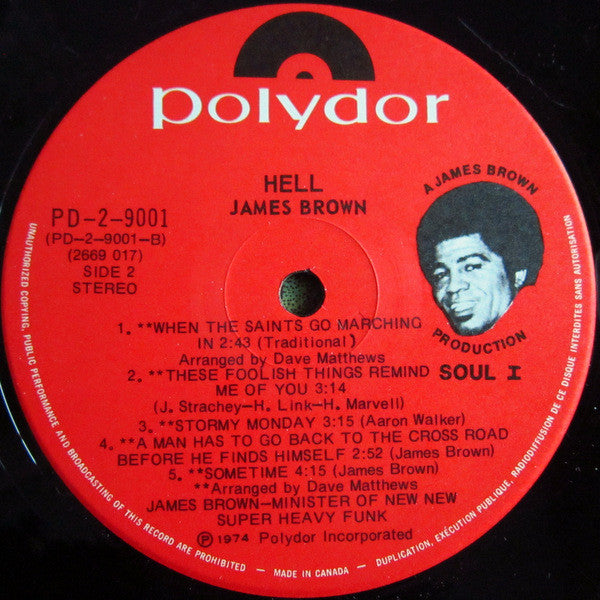 polydor
HELL
JAMES BROWN
PD-2-9001
(PD-2-9001-B)
(2669 017)
SIDE 2
STEREO
A JAMES BROWN
PRODUCTION
SOUL I
1. **WHEN THE SAINTS GO MARCHING
IN 2:43 (Traditional)
Arranged by Dave Matthews
2. **THESE FOOLISH THINGS REMIND
ME OF YOU 3:14
(J. Strachey-H. Link-H. Marvell)
3. **STORMY MONDAY 3:15 (Aaron Walker)
4. **A MAN HAS TO GO BACK TO THE CROSS ROAD
BEFORE HE FINDS HIMSELF 2:52 (James Brown)
5. **SOMETIME 4:15 (James Brown)
**Arranged by Dave Matthews
JAMES BROWN-MINISTER OF NEW NEW
SUPER HEAVY FUNK
Ⓟ 1974 Polydor Incorporated
UNAUTHORIZED COPYING, PUBLIC PERFORMANCE AND BROADCASTING OF THIS RECORD ARE PROHIBITED — MADE IN CANADA — DUPLICATION, EXÉCUTION PUBLIQUE, RADIODIFFUSION DE CE DISQUE INTERDITES SANS AUTORISATION